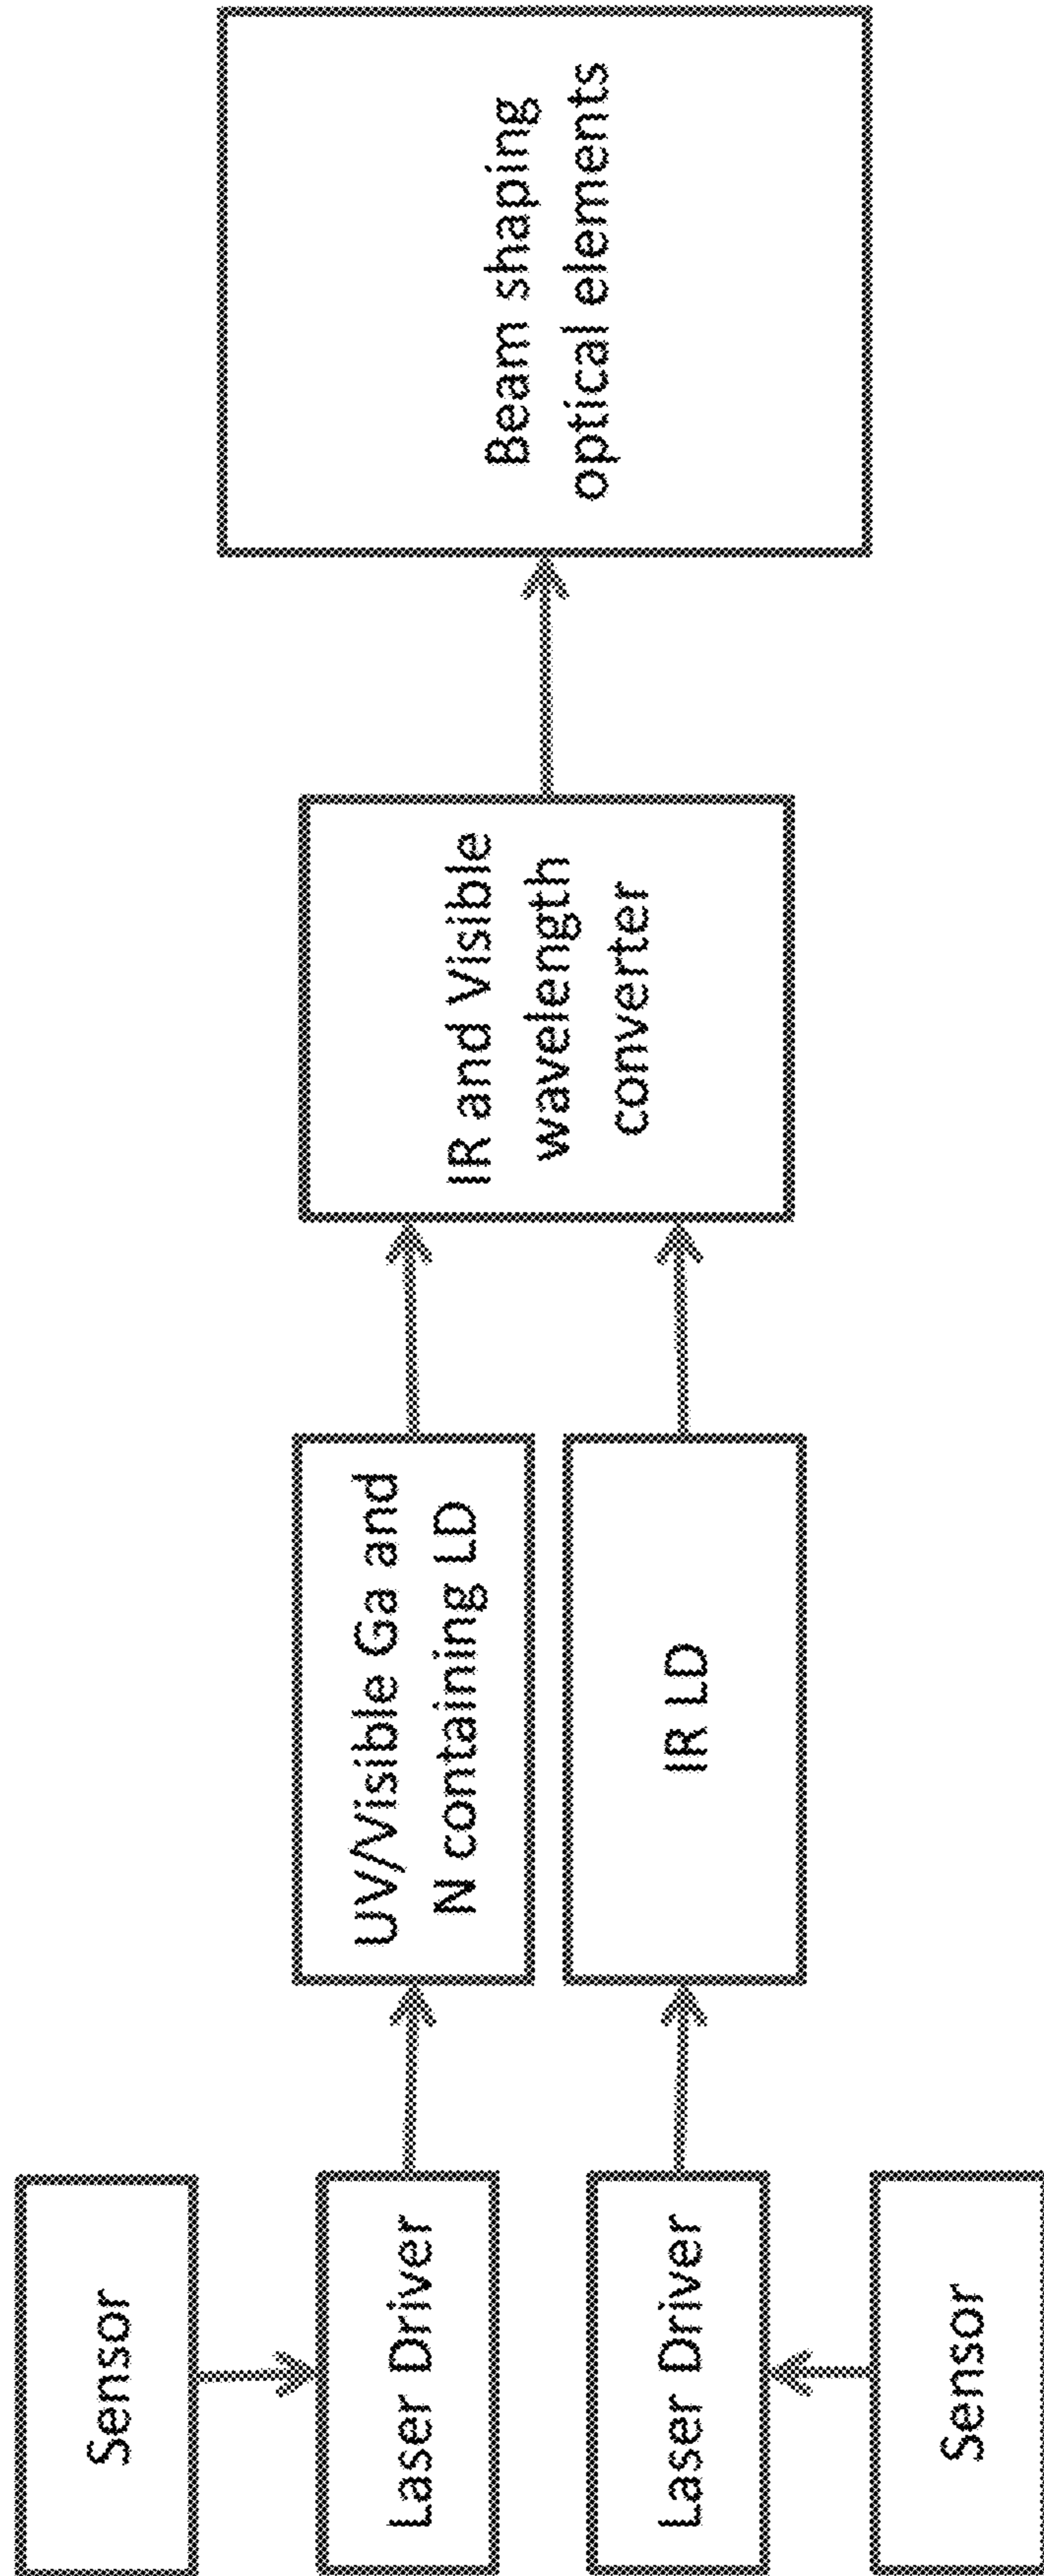 Sensor
Laser Driver
Laser Driver
Sensor
UV/Visible Ga and
N containing LD
IR LD
IR and Visible
wavelength
converter
Beam shaping
optical elements